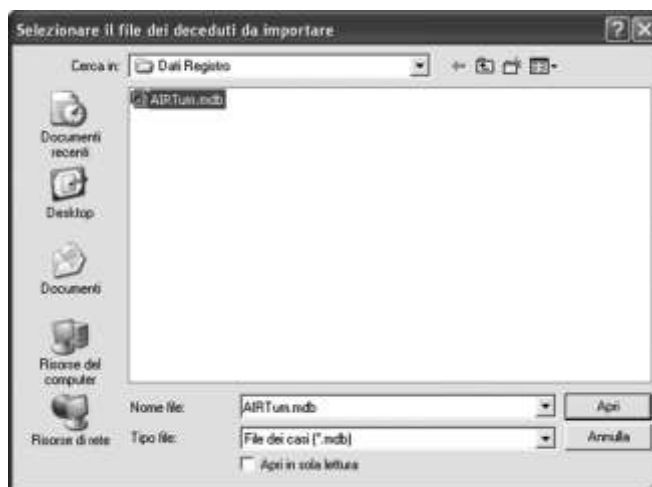 Selezionare il file dei deceduti da importare
Cerca in: Dati Registro
AIRTum.mdb
Documenti
recenti
Desktop
Documenti
Risorse del
computer
Risorse di rete
Nome file: AIRTum.mdb Apri
Tipo file: File dei casi (*.mdb) Annulla
Apri in sola lettura